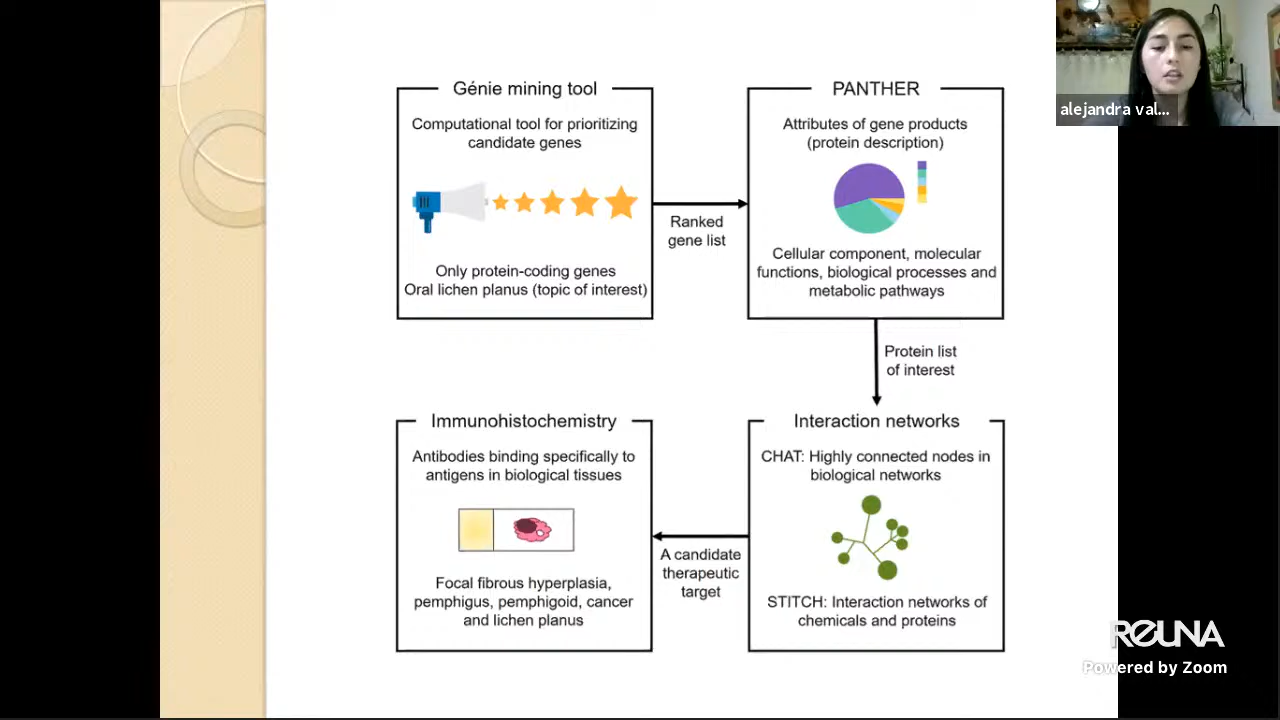 Génie mining tool
Computational tool for prioritizing
candidate genes
Only protein-coding genes
Oral lichen planus (topic of interest)
Ranked
gene list
PANTHER
Attributes of gene products
(protein description)
Cellular component, molecular
functions, biological processes and
metabolic pathways
Protein list
of interest
Interaction networks
CHAT: Highly connected nodes in
biological networks
STITCH: Interaction networks of
chemicals and proteins
A candidate
therapeutic
target
Immunohistochemistry
Antibodies binding specifically to
antigens in biological tissues
Focal fibrous hyperplasia,
pemphigus, pemphigoid, cancer
and lichen planus
alejandra val...
REUNA
Powered by Zoom